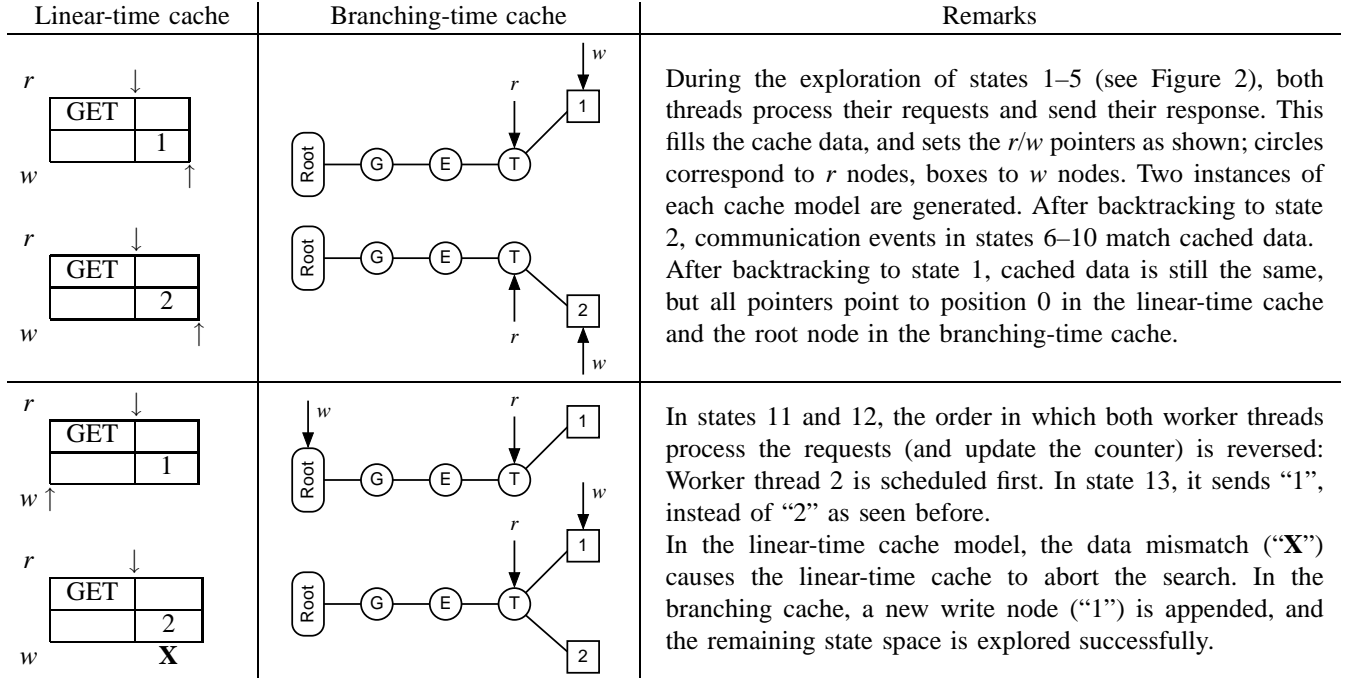 Linear-time cache Branching-time cache Remarks
r ↓
GET
1
w ↑
r ↓
GET
2
w ↑
w
r
1
Root G E T
Root G E T
2
r
w
During the exploration of states 1–5 (see Figure 2), both
threads process their requests and send their response. This
fills the cache data, and sets the r/w pointers as shown; circles
correspond to r nodes, boxes to w nodes. Two instances of
each cache model are generated. After backtracking to state
2, communication events in states 6–10 match cached data.
After backtracking to state 1, cached data is still the same,
but all pointers point to position 0 in the linear-time cache
and the root node in the branching-time cache.
r ↓
GET
1
w ↑
r ↓
GET
2
w X
w r
1
Root G E T
w
r
1
Root G E T
2
In states 11 and 12, the order in which both worker threads
process the requests (and update the counter) is reversed:
Worker thread 2 is scheduled first. In state 13, it sends “1”,
instead of “2” as seen before.
In the linear-time cache model, the data mismatch (“X”)
causes the linear-time cache to abort the search. In the
branching cache, a new write node (“1”) is appended, and
the remaining state space is explored successfully.